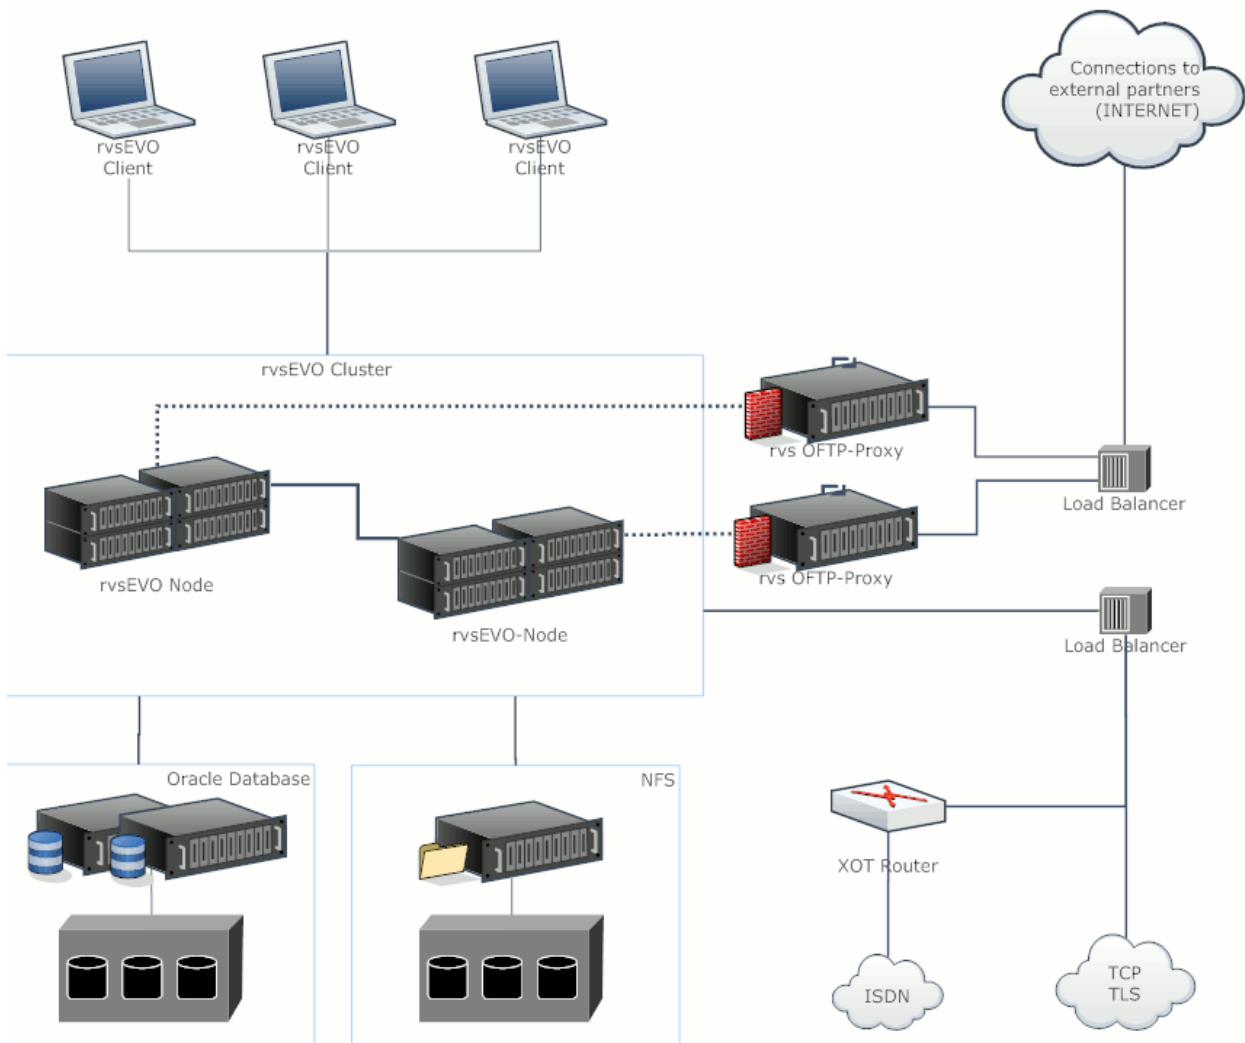 Connections to
external partners
(INTERNET)
rvsEVO
Client
rvsEVO
Client
rvsEVO
Client
rvsEVO Cluster
rvs OFTP-Proxy
Load Balancer
rvsEVO Node
rvs OFTP-Proxy
rvsEVO-Node
Load Balancer
Oracle Database
NFS
XOT Router
ISDN
TCP
TLS